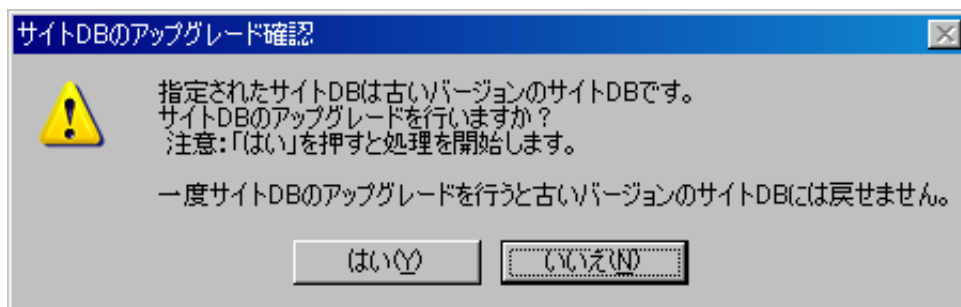 サイトDBのアップグレード確認
指定されたサイトDBは古いバージョンのサイトDBです。
サイトDBのアップグレードを行いますか？
注意：「はい」を押すと処理を開始します。
一度サイトDBのアップグレードを行うと古いバージョンのサイトDBには戻せません。
はい(Y)
いいえ(N)